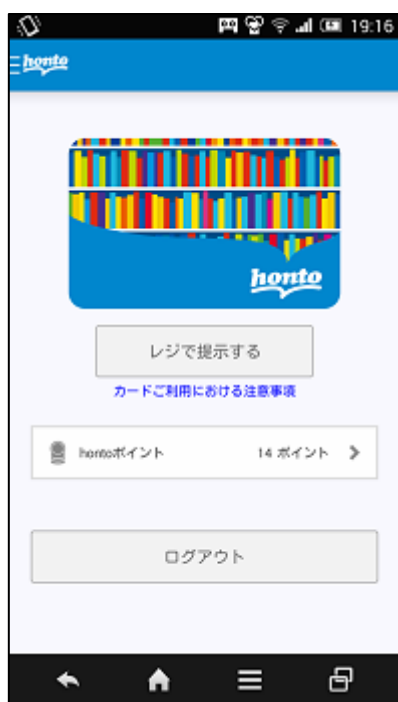 19:16
honto
honto
レジで提示する
カードご利用における注意事項
hontoポイント 14 ポイント
ログアウト